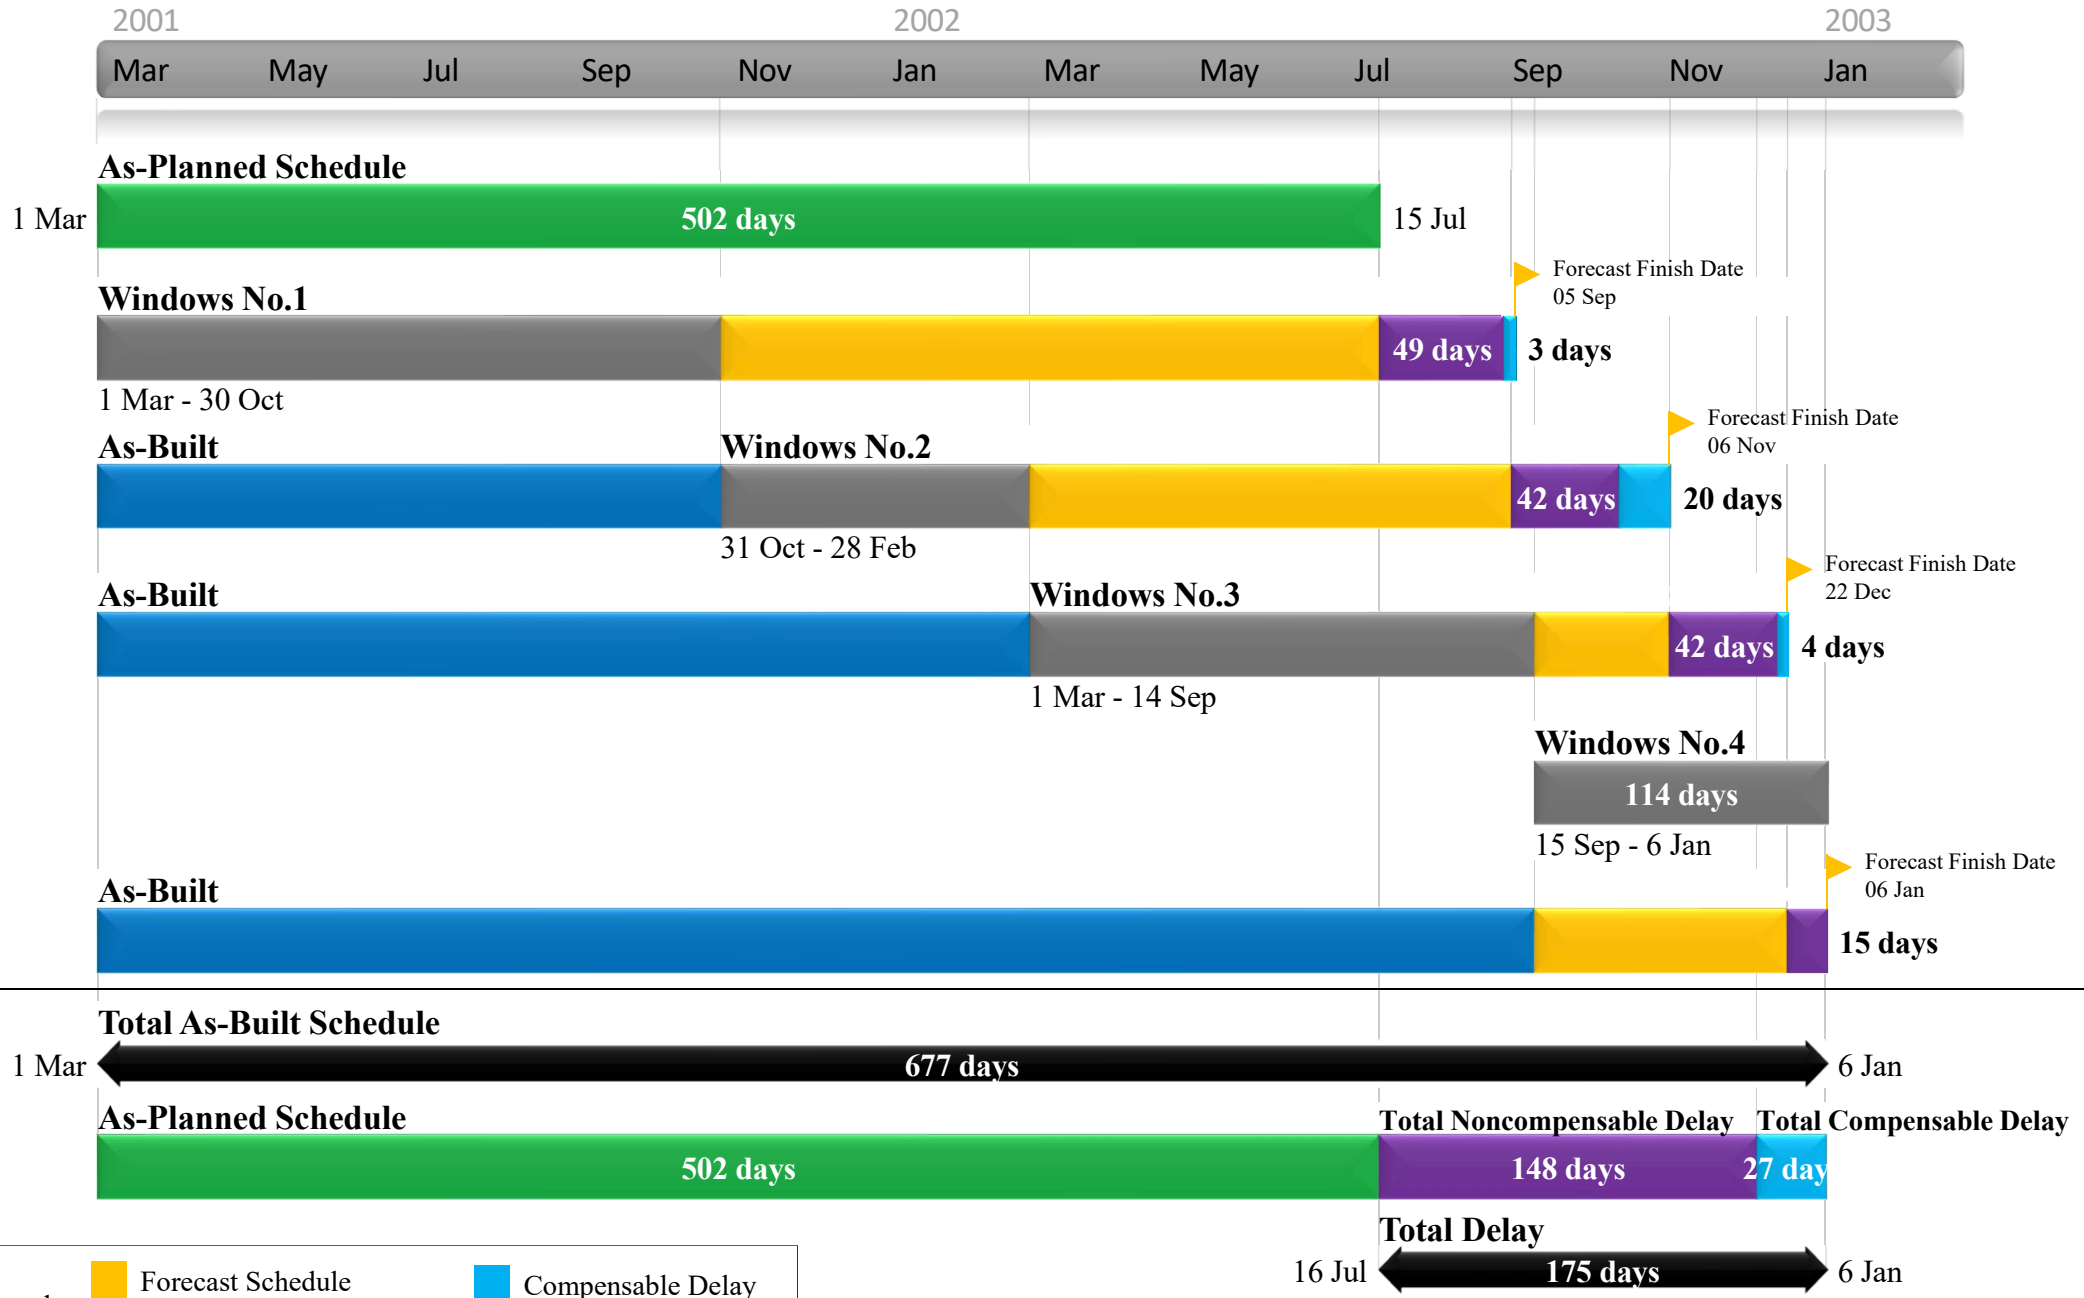 2001 2002 2003
Mar May Jul Sep Nov Jan Mar May Jul Sep Nov Jan
As-Planned Schedule
1 Mar 502 days 15 Jul
Forecast Finish Date
05 Sep
Windows No.1
49 days 3 days
1 Mar - 30 Oct
Forecast Finish Date
06 Nov
As-Built Windows No.2
42 days 20 days
31 Oct - 28 Feb
Forecast Finish Date
22 Dec
As-Built Windows No.3
42 days 4 days
1 Mar - 14 Sep
Windows No.4
114 days
15 Sep - 6 Jan
Forecast Finish Date
06 Jan
As-Built
15 days
Total As-Built Schedule
1 Mar 677 days 6 Jan
As-Planned Schedule Total Noncompensable Delay Total Compensable Delay
502 days 148 days 27 day
Total Delay
16 Jul 175 days 6 Jan
Forecast Schedule Compensable Delay